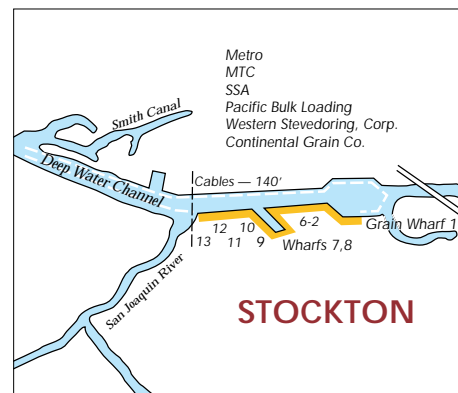 Metro
MTC
SSA
Pacific Bulk Loading
Western Stevedoring, Corp.
Continental Grain Co.
Smith Canal
Deep Water Channel
Cables — 140'
12 10 6-2 Grain Wharf 1
13 11 9 Wharfs 7,8
San Joaquin River
STOCKTON